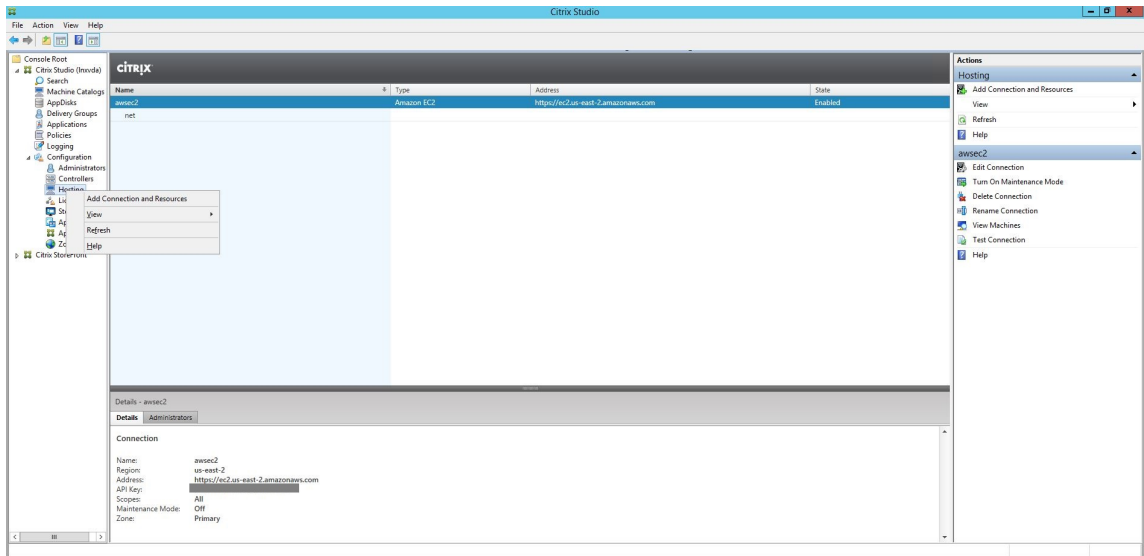 Citrix Studio
File Action View Help
Console Root
Citrix Studio (lnxvda)
Search
Machine Catalogs
AppDisks
Delivery Groups
Applications
Policies
Logging
Configuration
Administrators
Controllers
Hosting
Add Connection and Resources
View
Refresh
Help
Citrix StoreFront
CITRIX
Name Type Address State
awsec2 Amazon EC2 https://ec2.us-east-2.amazonaws.com Enabled
net
Details - awsec2
Details Administrators
Connection
Name: awsec2
Region: us-east-2
Address: https://ec2.us-east-2.amazonaws.com
API Key:
Scopes: All
Maintenance Mode: Off
Zone: Primary
Actions
Hosting
Add Connection and Resources
View
Refresh
Help
awsec2
Edit Connection
Turn On Maintenance Mode
Delete Connection
Rename Connection
View Machines
Test Connection
Help